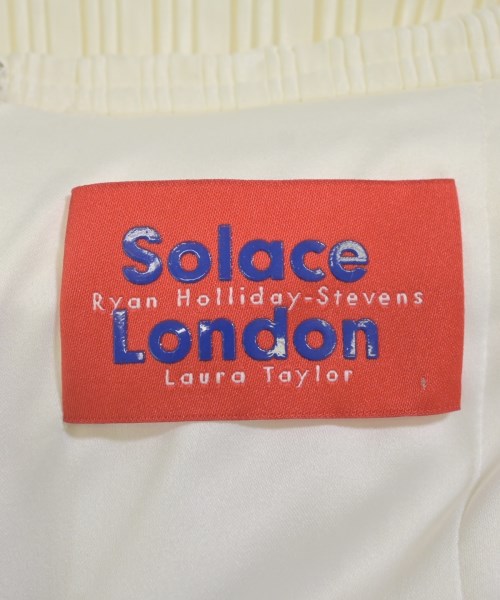 Solace
Ryan Holliday-Stevens
London
Laura Taylor